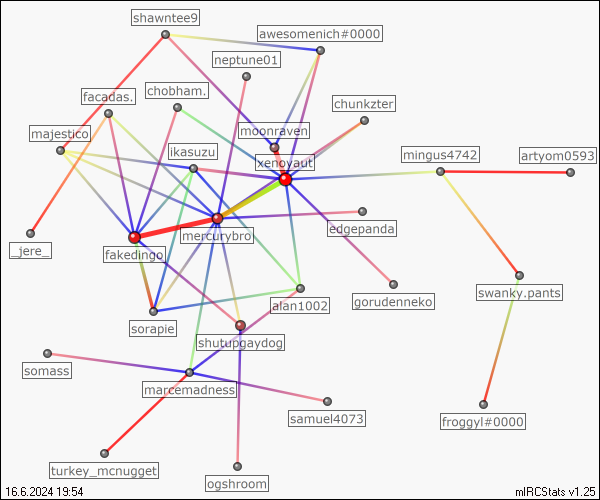 shawntee9
awesomenich#0000
neptune01
facadas.
chobham.
chunkzter
majestico
moonraven
ikasuzu
xenoyaut
mingus4742
artyom0593
_jere_
fakedingo
mercurybro
edgepanda
sorapie
alan1002
gorudenneko
swanky.pants
shutupgaydog
somass
marcemadness
samuel4073
froggyl#0000
turkey_mcnugget
ogshroom
16.6.2024 19:54
mIRCStats v1.25